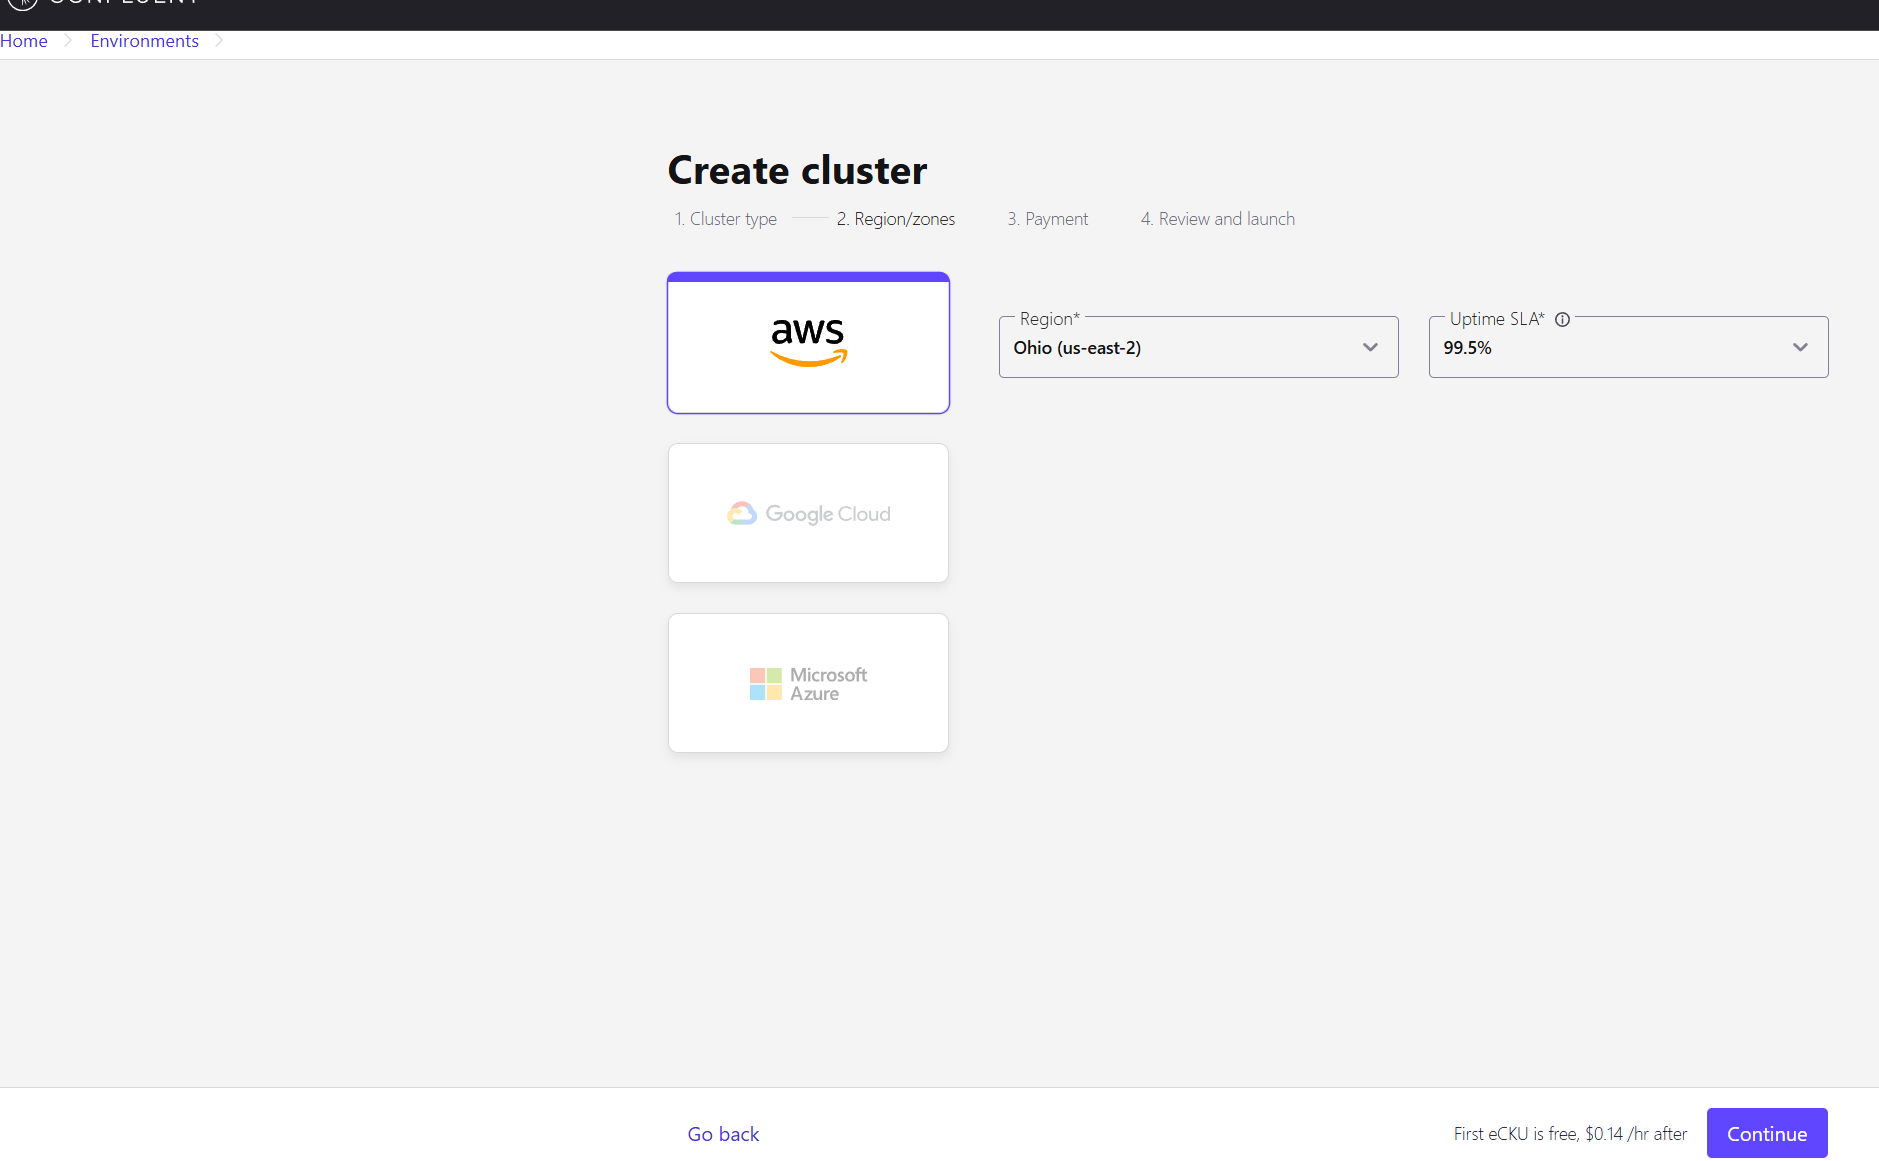 CONFLUENT
Home
Environments
Create cluster
1. Cluster type
2. Region/zones
3. Payment
4. Review and launch
aws
Region*
Ohio (us-east-2)
Uptime SLA*
99.5%
Google Cloud
Microsoft
Azure
Go back
First eCKU is free, $0.14 /hr after
Continue